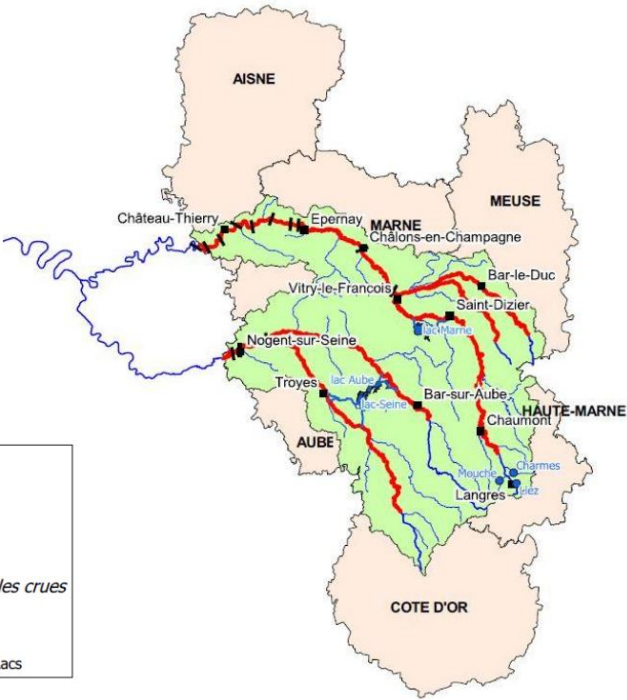 AISNE
MEUSE
Château-Thierry
Epernay
MARNE
Châlons-en-Champagne
Bar-le-Duc
Vitry-le-François
Saint-Dizier
lac Marne
Nogent-sur-Seine
Troyes
lac Aube
lac-Seine
Bar-sur-Aube
HAUTE-MARNE
Chaumont
AUBE
Charmes
Mouche
Langres
Liez
les crues
COTE D'OR
acs